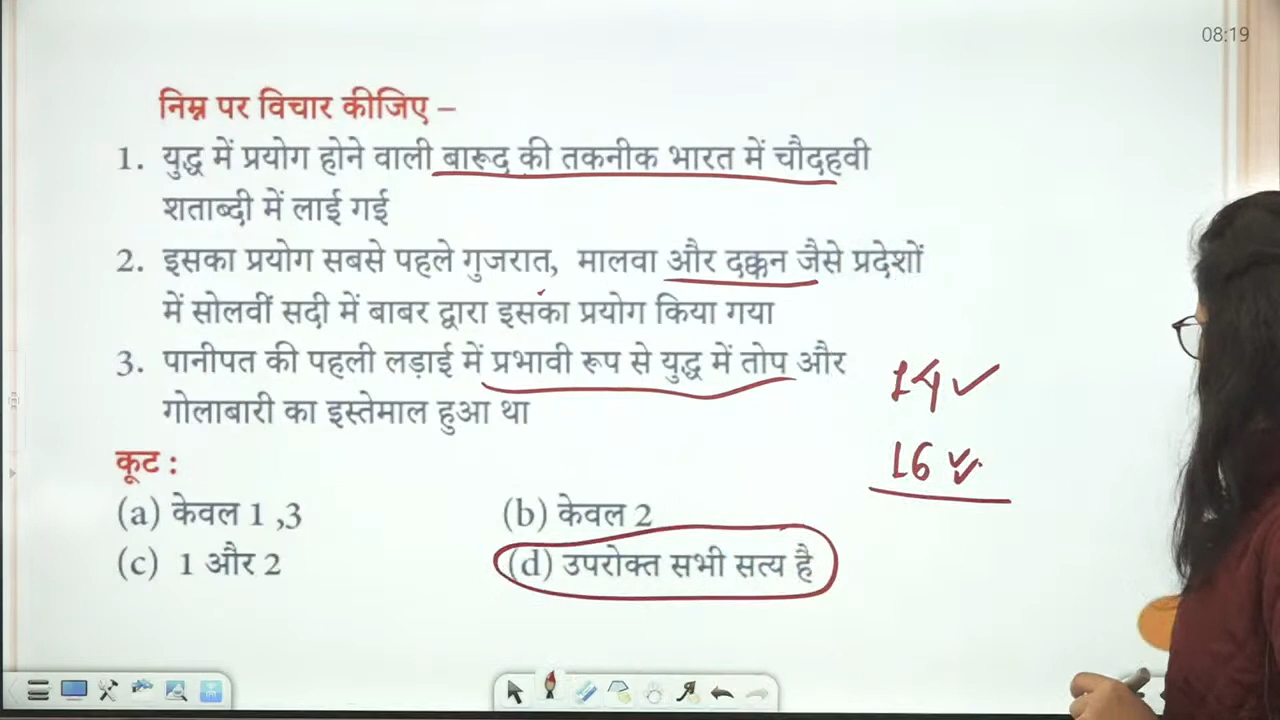 08:19
निम्न पर विचार कीजिए –
1. युद्ध में प्रयोग होने वाली बारूद की तकनीक भारत में चौदहवी
शताब्दी में लाई गई
2. इसका प्रयोग सबसे पहले गुजरात, मालवा और दक्कन जैसे प्रदेशों
में सोलवीं सदी में बाबर द्वारा इसका प्रयोग किया गया
3. पानीपत की पहली लड़ाई में प्रभावी रूप से युद्ध में तोप और
गोलाबारी का इस्तेमाल हुआ था
14 ✓
16 ✓✓
कूट :
(a) केवल 1 ,3 (b) केवल 2
(c) 1 और 2 (d) उपरोक्त सभी सत्य है